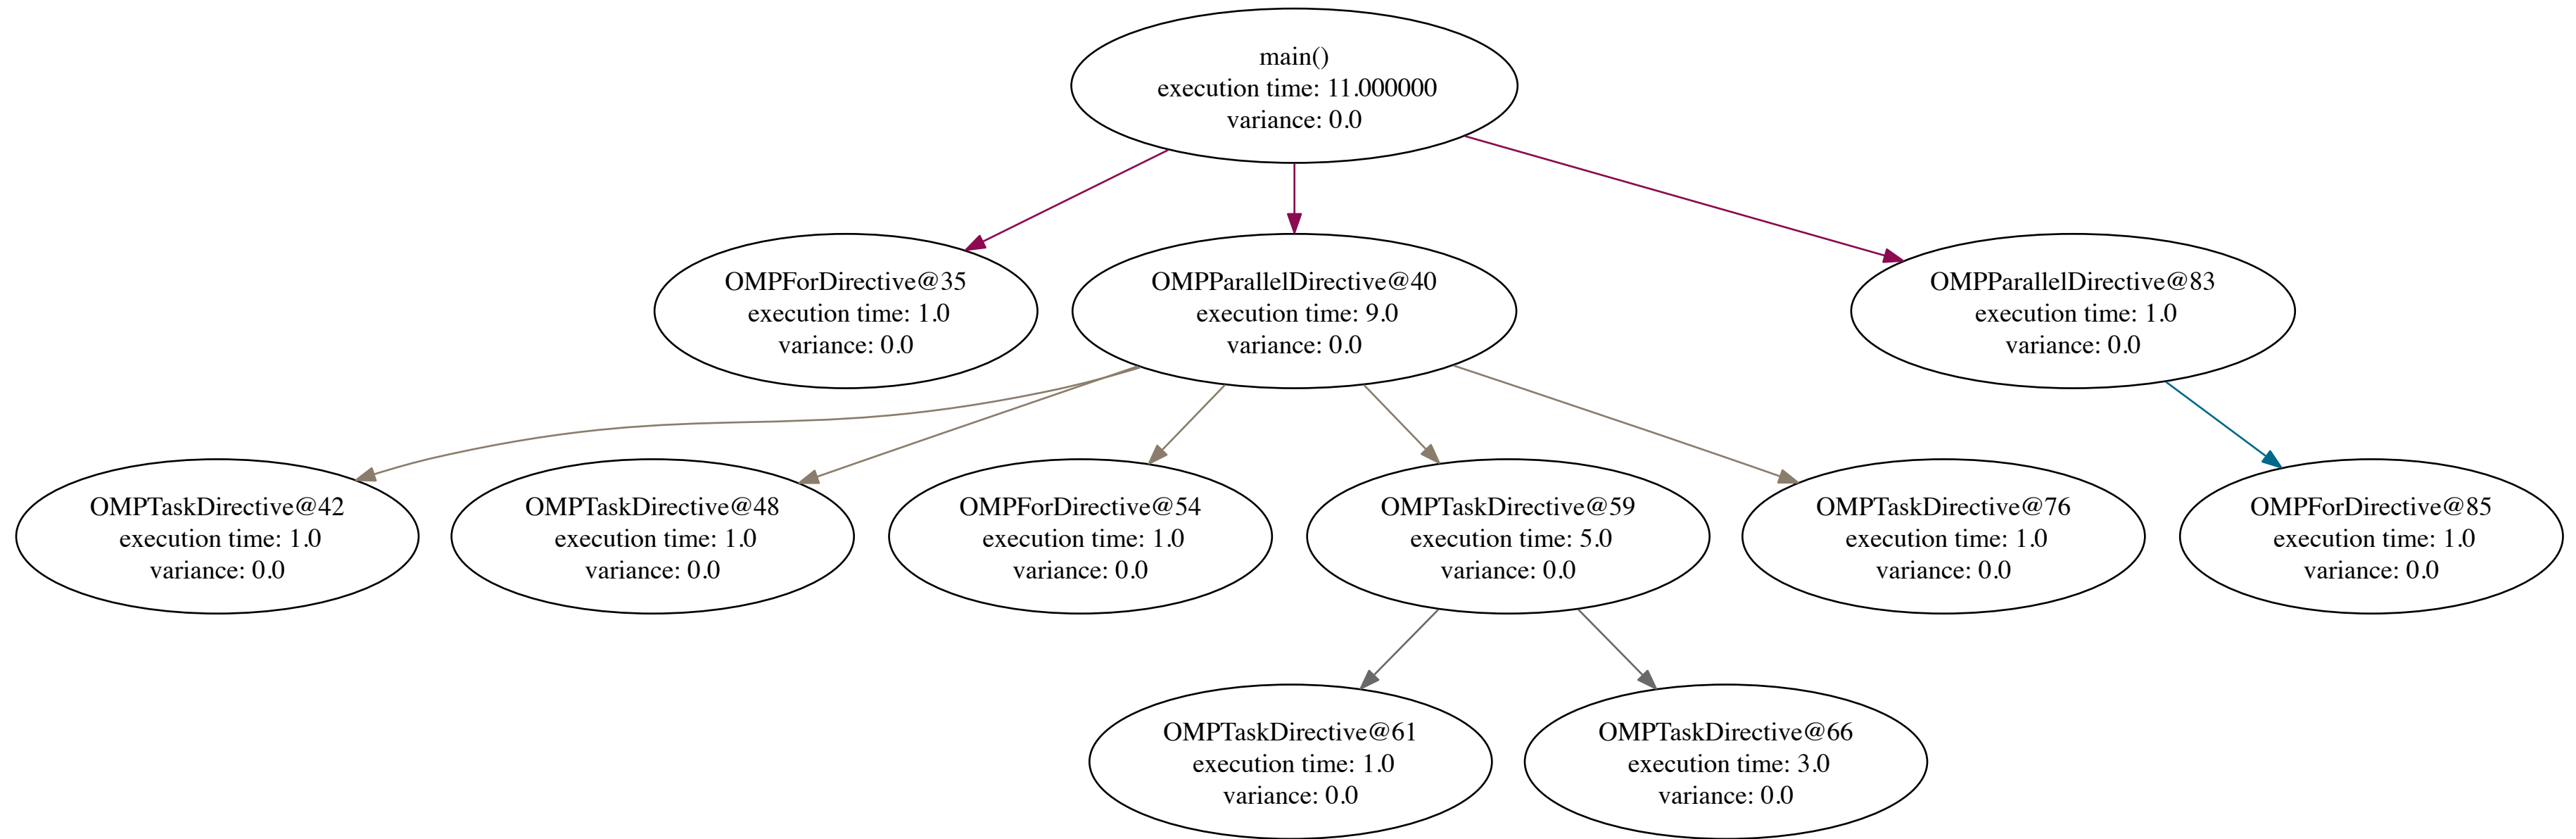 main()
execution time: 11.000000
variance: 0.0
OMPForDirective@35
execution time: 1.0
variance: 0.0
OMPParallelDirective@40
execution time: 9.0
variance: 0.0
OMPParallelDirective@83
execution time: 1.0
variance: 0.0
OMPTaskDirective@42
execution time: 1.0
variance: 0.0
OMPTaskDirective@48
execution time: 1.0
variance: 0.0
OMPForDirective@54
execution time: 1.0
variance: 0.0
OMPTaskDirective@59
execution time: 5.0
variance: 0.0
OMPTaskDirective@76
execution time: 1.0
variance: 0.0
OMPForDirective@85
execution time: 1.0
variance: 0.0
OMPTaskDirective@61
execution time: 1.0
variance: 0.0
OMPTaskDirective@66
execution time: 3.0
variance: 0.0